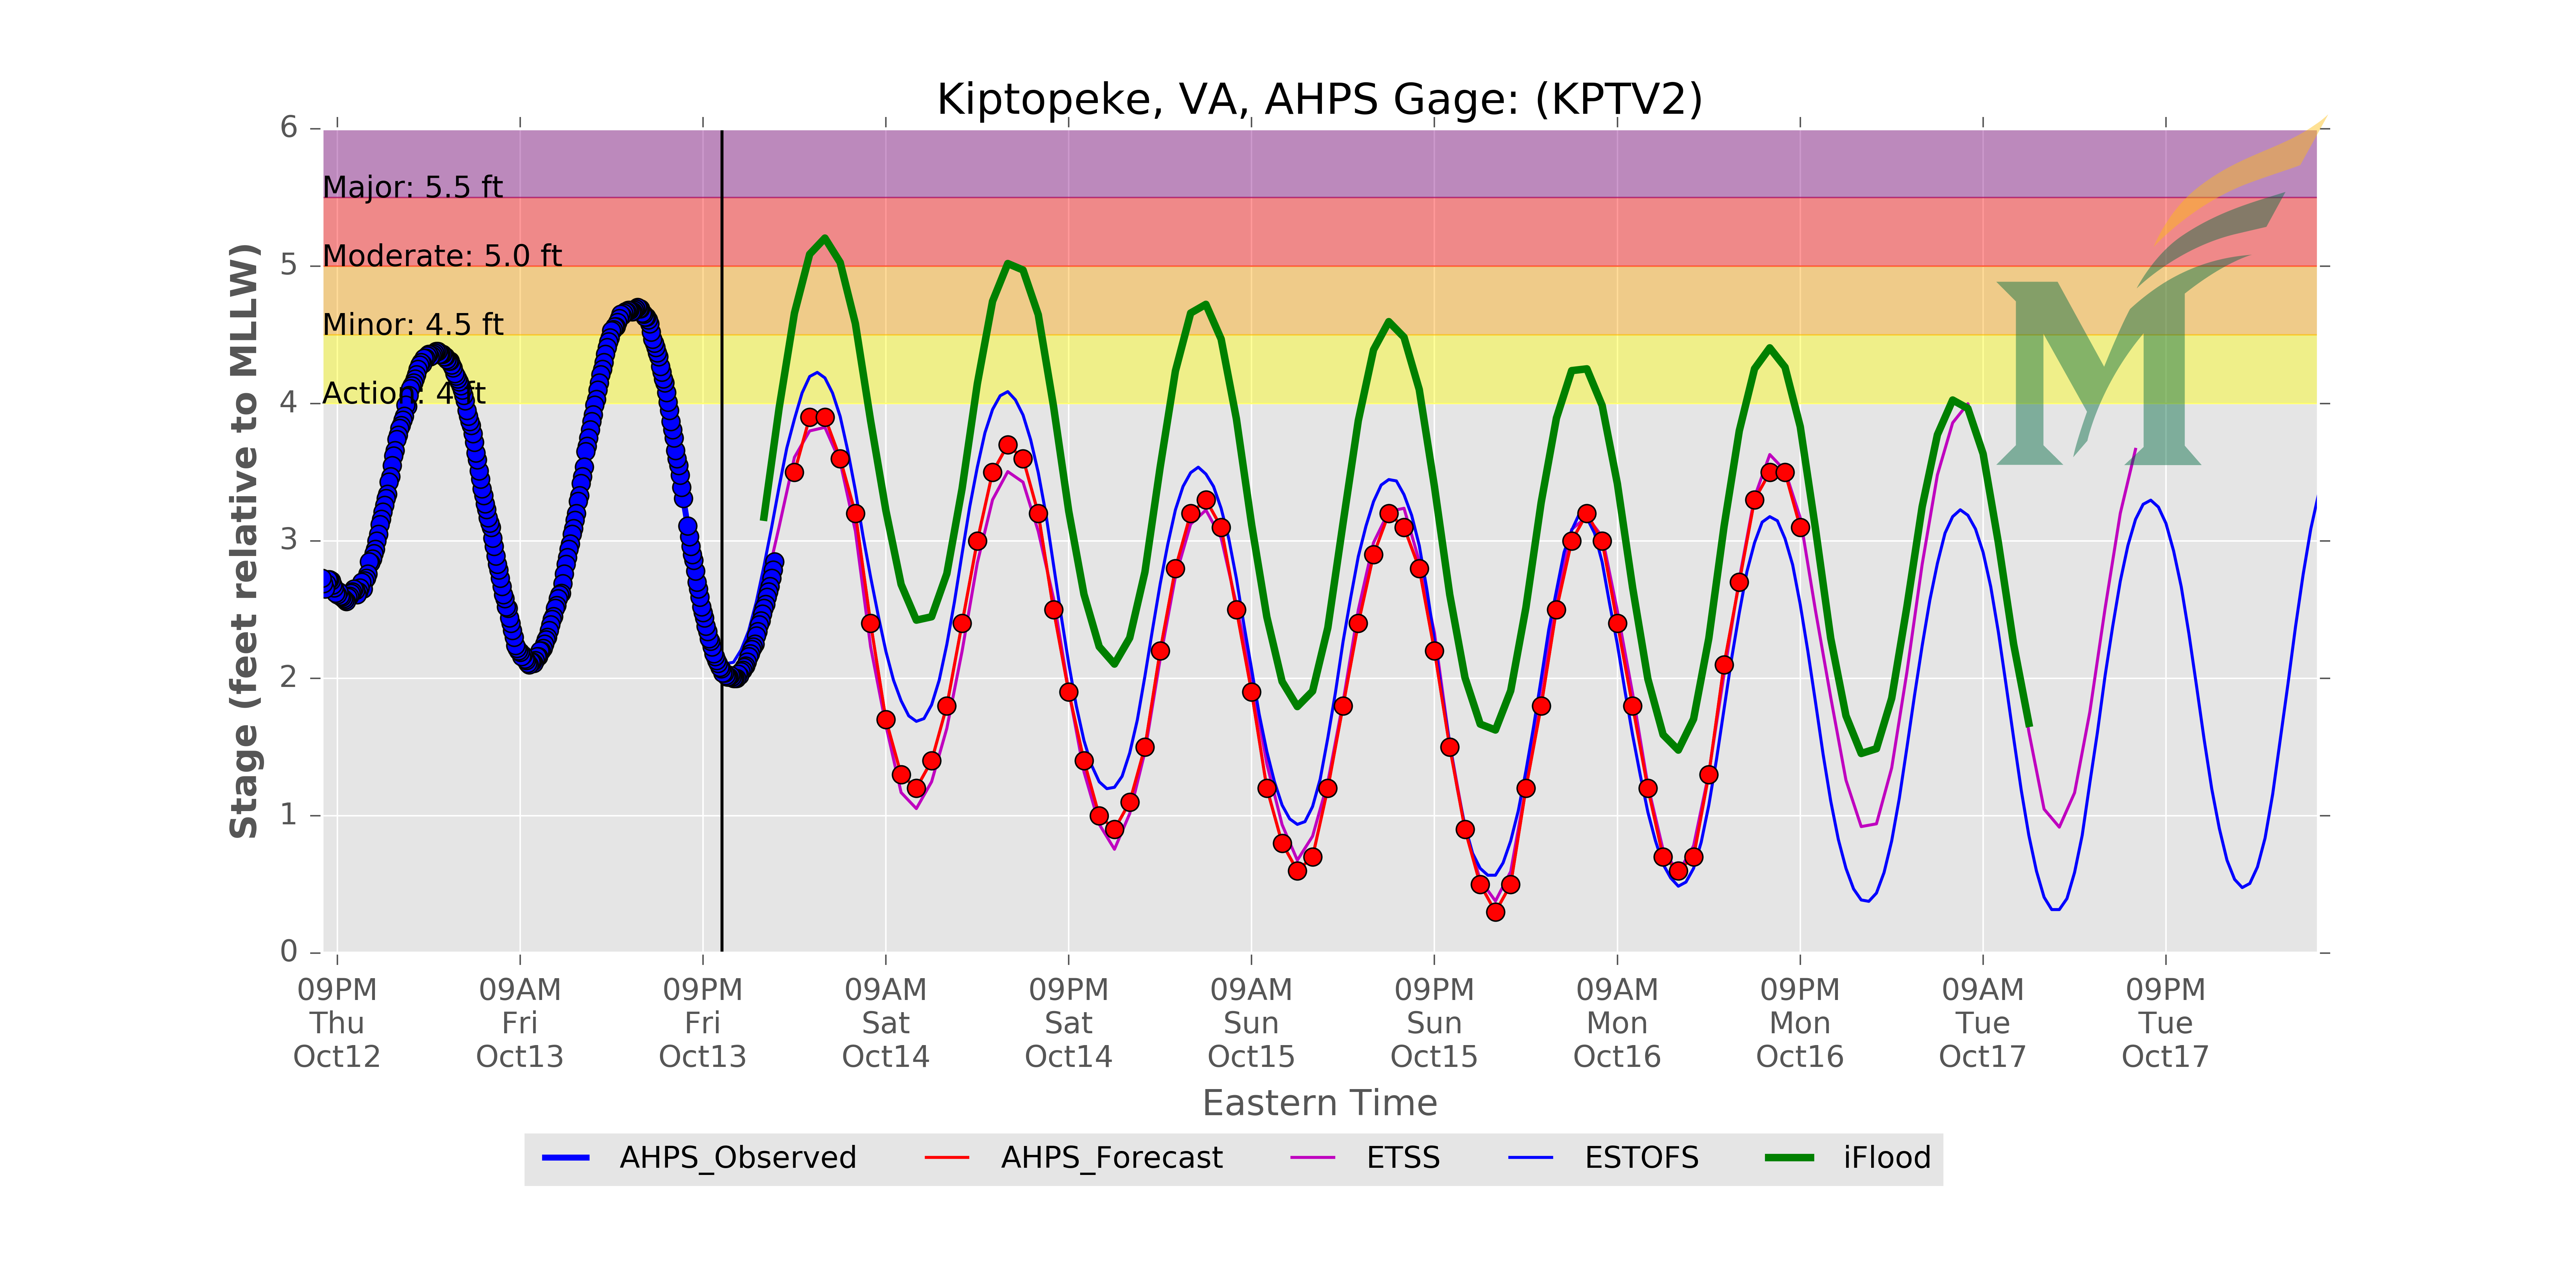 Kiptopeke, VA, AHPS Gage: (KPTV2)
Stage (feet relative to MLLW)
6
5
4
3
2
1
0
Major: 5.5 ft
Moderate: 5.0 ft
Minor: 4.5 ft
Action: 4 ft
M
09PM Thu Oct12
09AM Fri Oct13
09PM Fri Oct13
09AM Sat Oct14
09PM Sat Oct14
09AM Sun Oct15
09PM Sun Oct15
09AM Mon Oct16
09PM Mon Oct16
09AM Tue Oct17
09PM Tue Oct17
Eastern Time
AHPS_Observed AHPS_Forecast ETSS ESTOFS iFlood